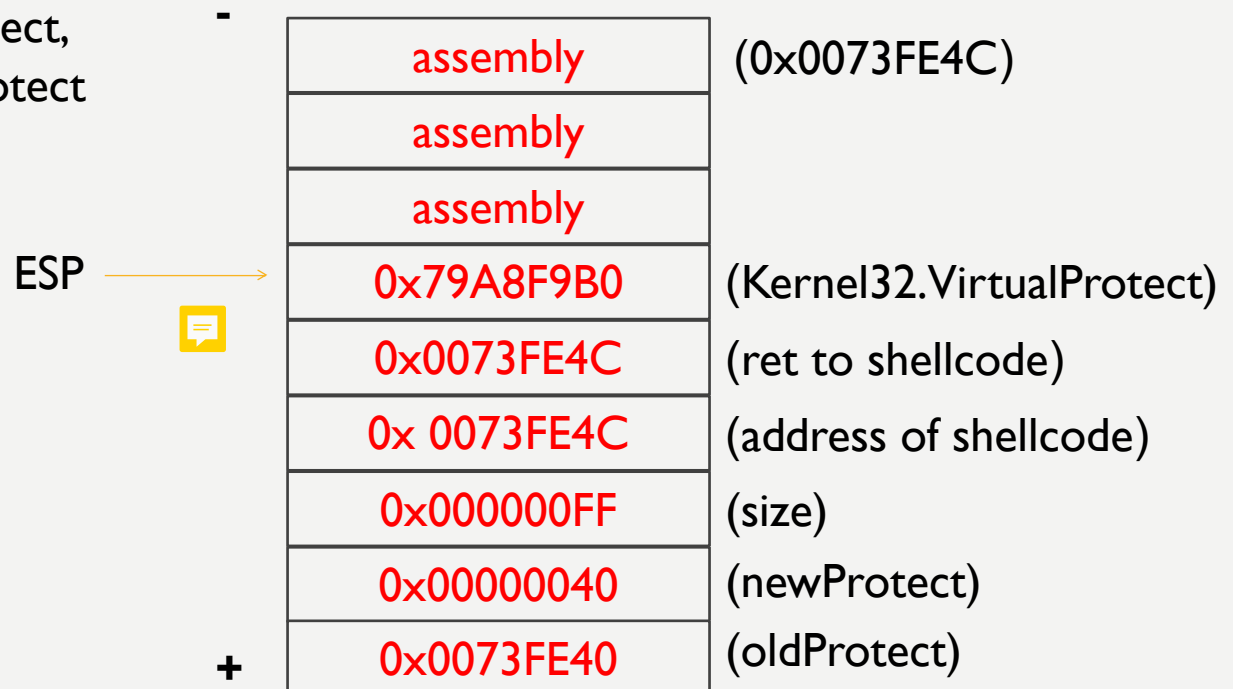 -
ect,
otect
assembly (0x0073FE4C)
assembly
assembly
ESP 0x79A8F9B0 (Kernel32.VirtualProtect)
0x0073FE4C (ret to shellcode)
0x 0073FE4C (address of shellcode)
0x000000FF (size)
0x00000040 (newProtect)
+ 0x0073FE40 (oldProtect)